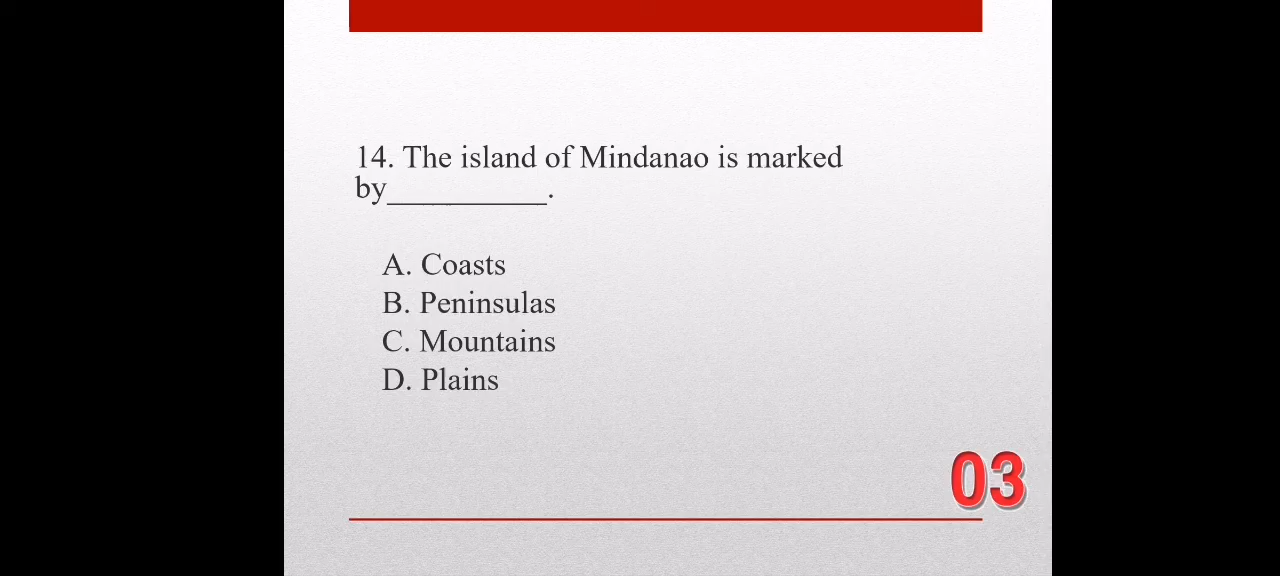 14. The island of Mindanao is marked
by__________.
A. Coasts
B. Peninsulas
C. Mountains
D. Plains
03